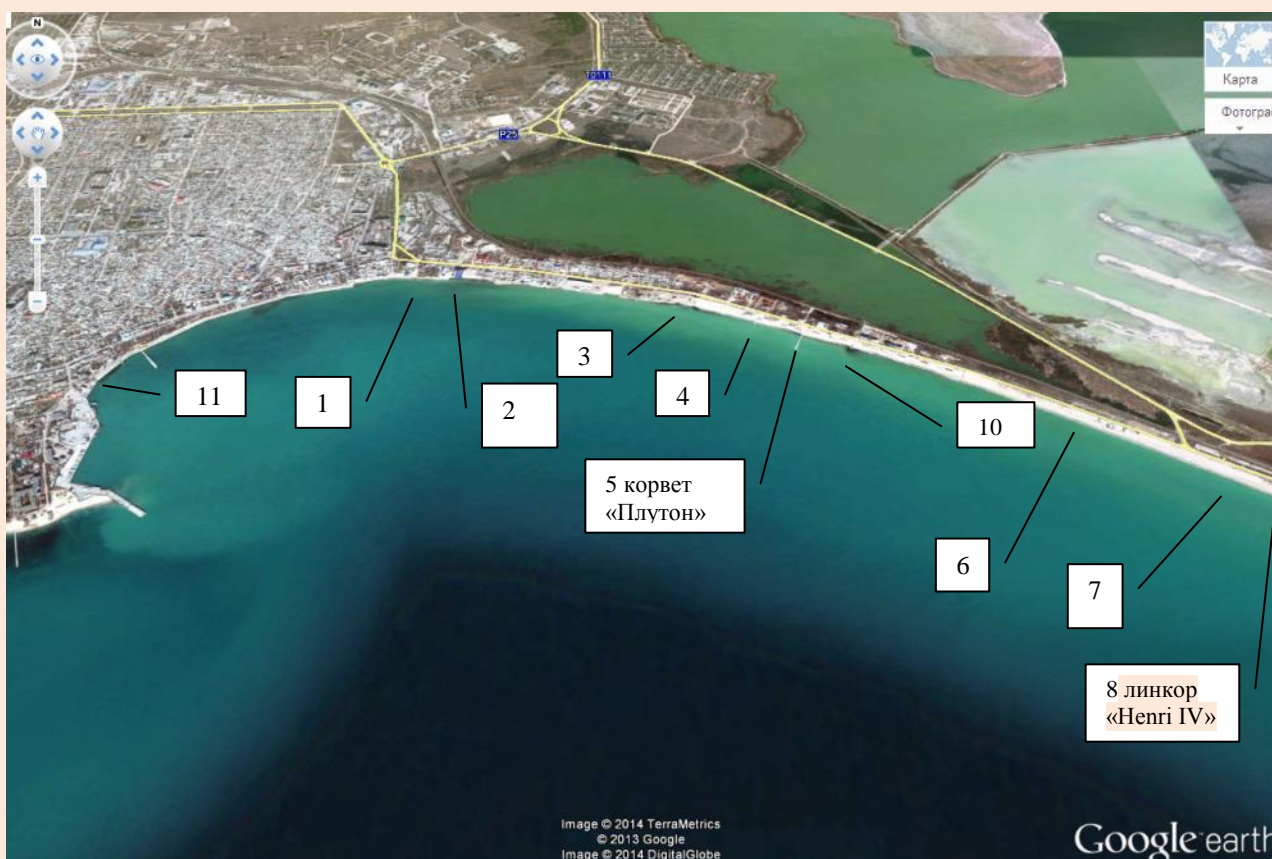 N
Т0111
Карта
P25
Фотогра
3
11
1
2
4
10
5 корвет
«Плутон»
6
7
8 линкор
«Henri IV»
Image © 2014 TerraMetrics
© 2013 Google
Image © 2014 DigitalGlobe
Google earth